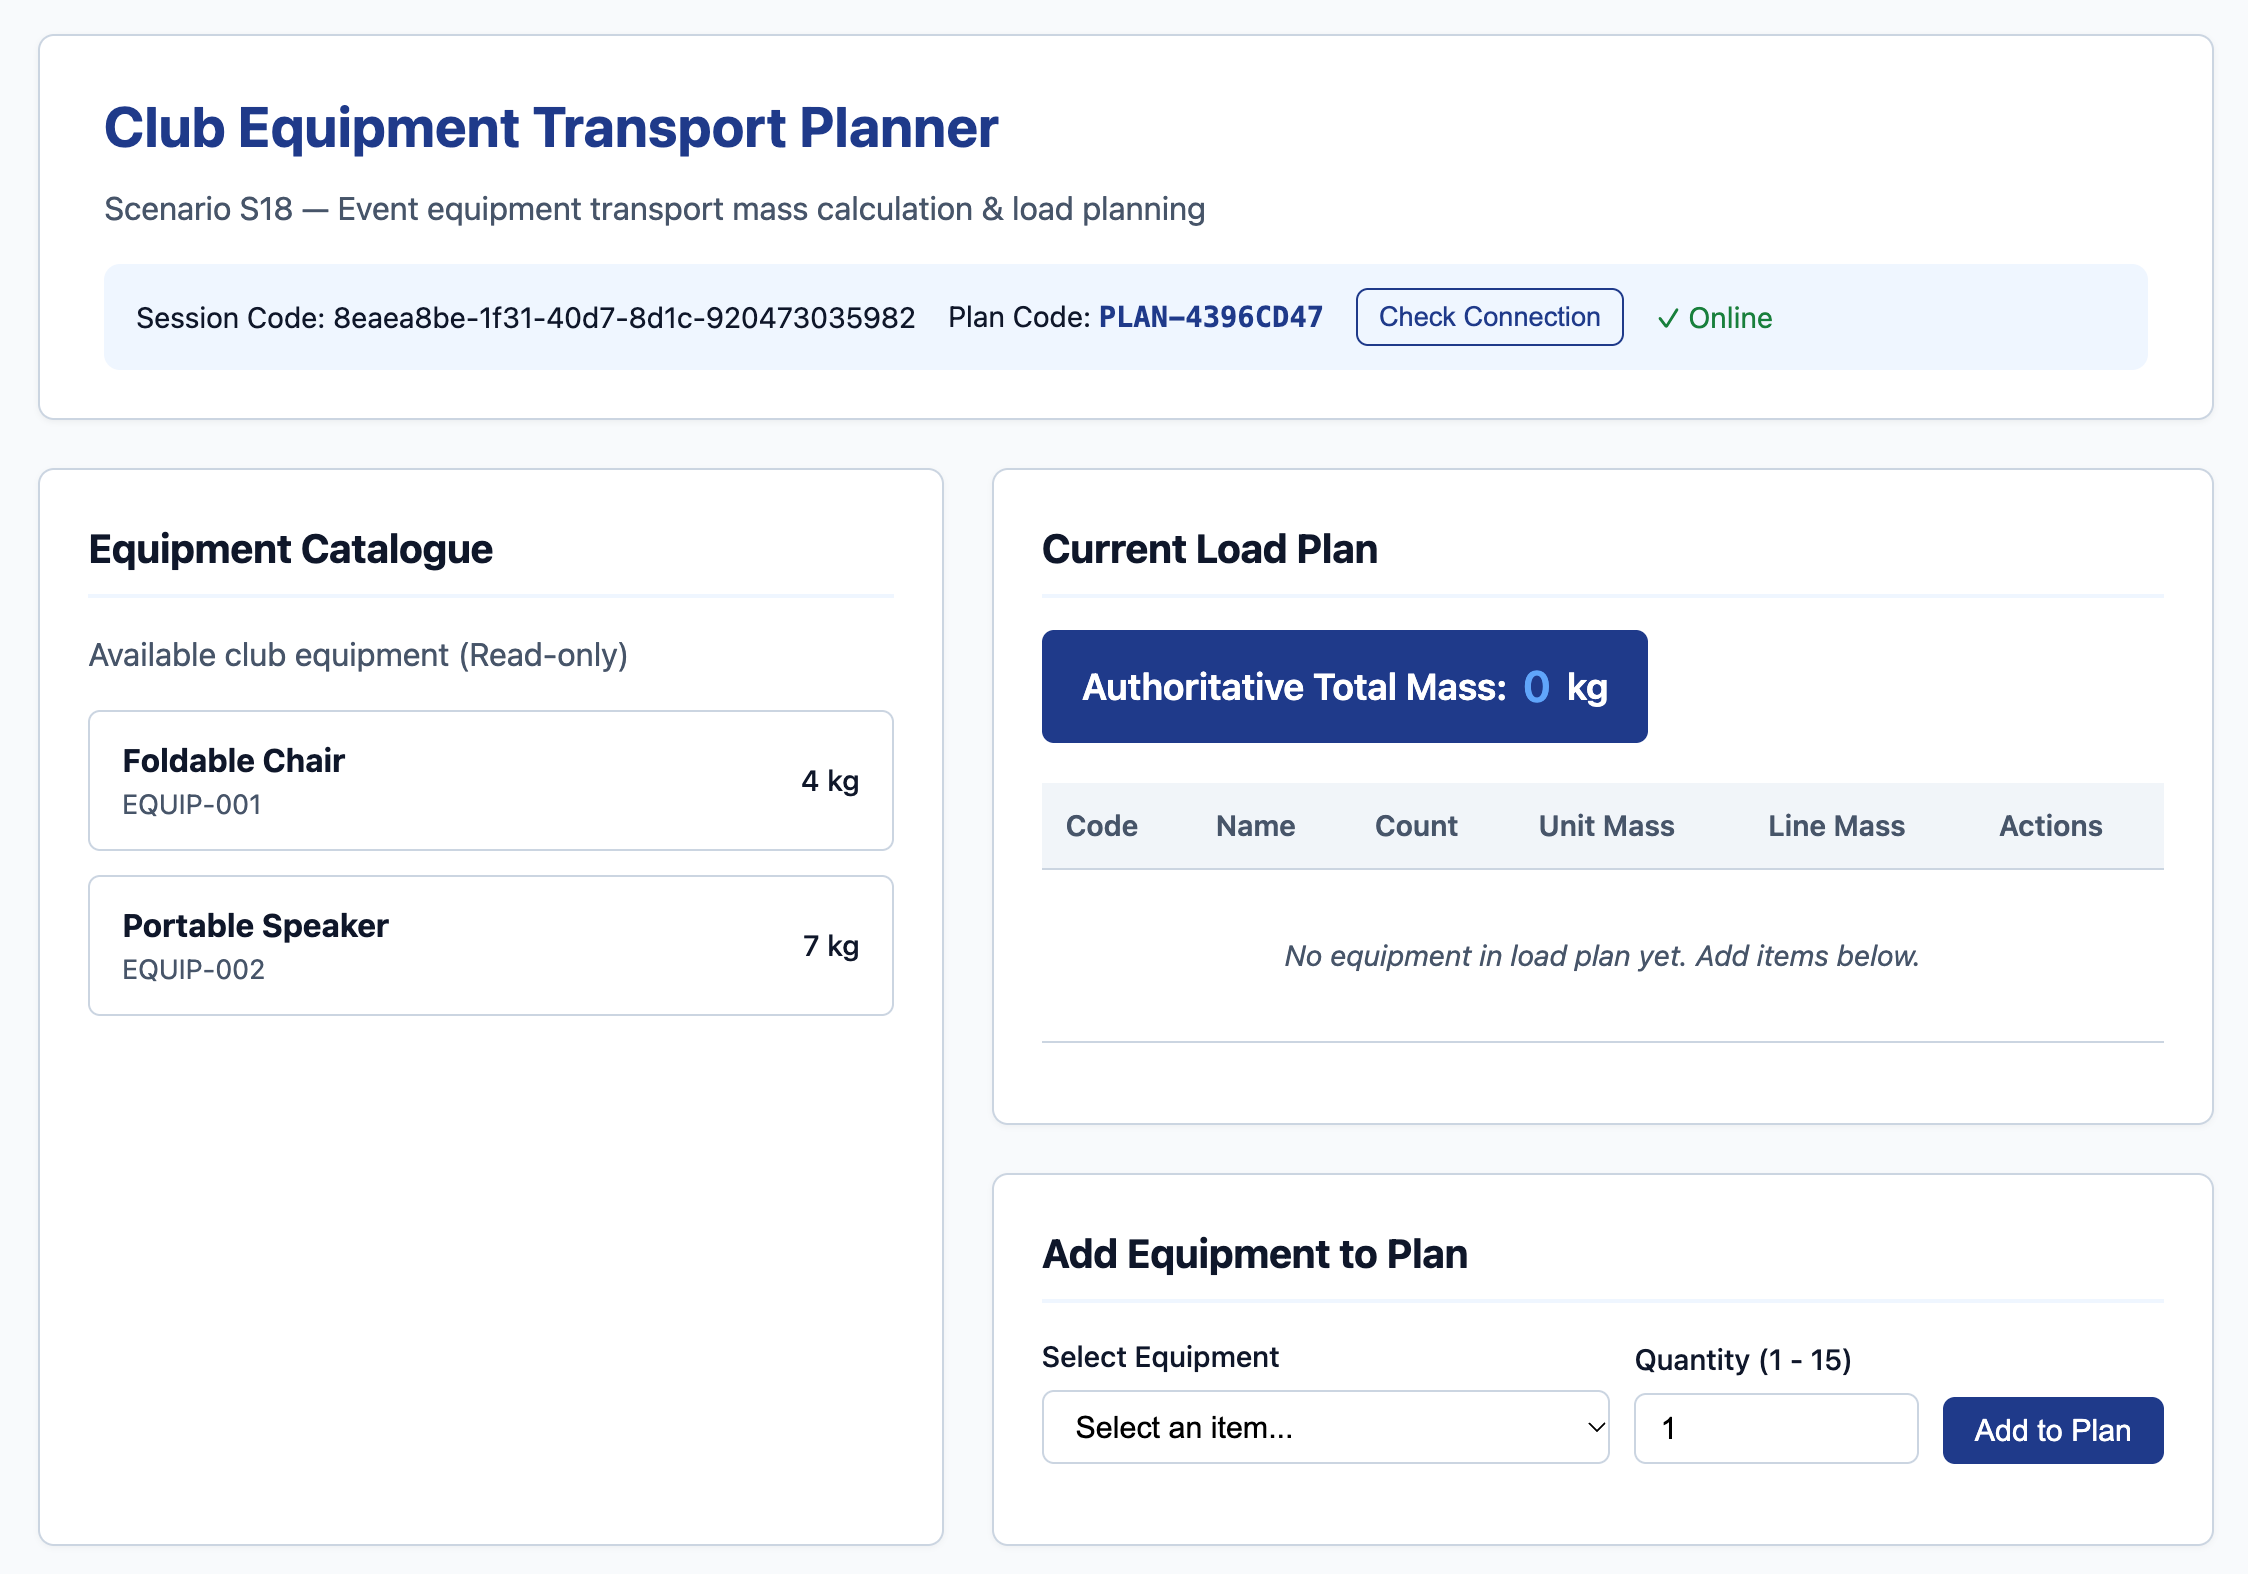 Club Equipment Transport Planner
Scenario S18 — Event equipment transport mass calculation & load planning
Session Code: 8eaea8be-1f31-40d7-8d1c-920473035982 Plan Code: PLAN-4396CD47 Check Connection ✓ Online
Equipment Catalogue
Available club equipment (Read-only)
Foldable Chair
EQUIP-001
4 kg
Portable Speaker
EQUIP-002
7 kg
Current Load Plan
Authoritative Total Mass: 0 kg
Code Name Count Unit Mass Line Mass Actions
No equipment in load plan yet. Add items below.
Add Equipment to Plan
Select Equipment
Select an item...
Quantity (1 - 15)
1
Add to Plan